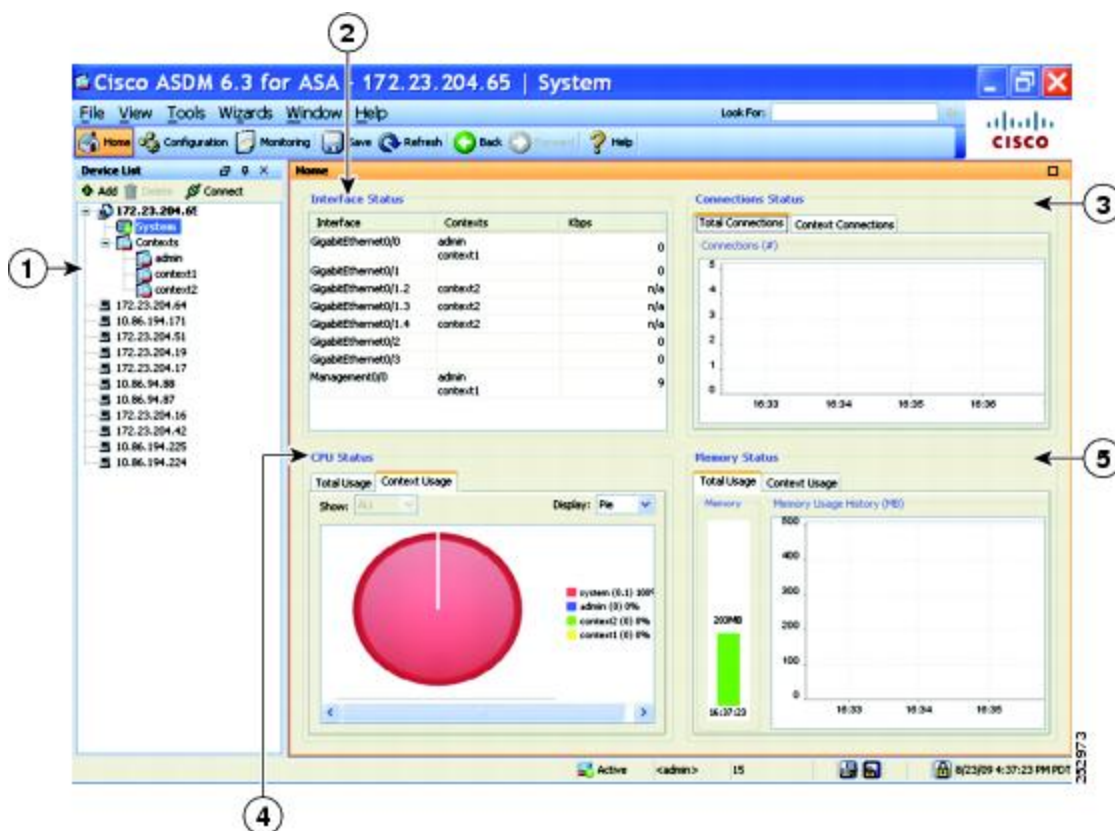 2
Cisco ASDM 6.3 for ASA - 172.23.204.65 | System
File View Tools Wizards Window Help
Look For:
Home Configuration Monitoring Save Refresh Back Forward Help
CISCO
Device List
Add Delete Connect
172.23.204.65
System
Contexts
admin
context1
context2
172.23.204.64
10.86.194.171
172.23.204.51
172.23.204.19
172.23.204.17
10.86.94.88
10.86.94.87
172.23.204.16
172.23.204.42
10.86.194.225
10.86.194.224
1
Home
Interface Status
Interface Contexts Kbps
GigabitEthernet0/0 admin 0
context1
GigabitEthernet0/1 0
GigabitEthernet0/1.2 context2 n/a
GigabitEthernet0/1.3 context2 n/a
GigabitEthernet0/1.4 context2 n/a
GigabitEthernet0/2 0
GigabitEthernet0/3 0
Management0/0 admin 9
context1
Connections Status
3
Total Connections Context Connections
Connections (#)
5
4
3
2
1
0
16:33 16:34 16:35 16:36
CPU Status
4
Total Usage Context Usage
Show: ALL Display: Pie
system (0.1) 100%
admin (0) 0%
context2 (0) 0%
context1 (0) 0%
Memory Status
5
Total Usage Context Usage
Memory Memory Usage History (MB)
203MB
16:37:23
500
400
300
200
100
0
16:33 16:34 16:35
Active <admin> 15 8/23/09 4:37:23 PM PDT
252973